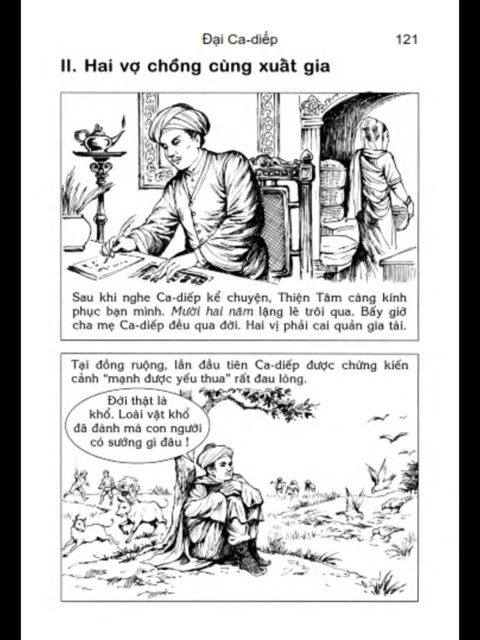 Đại Ca-diếp 121
II. Hai vợ chồng cùng xuất gia
Sau khi nghe Ca-diếp kể chuyện, Thiện Tâm càng kính
phục bạn mình. Mười hai năm lặng lẽ trôi qua. Bấy giờ
cha mẹ Ca-diếp đều qua đời. Hai vị phải cai quản gia tài.
Tại đồng ruộng, lần đầu tiên Ca-diếp được chứng kiến
cảnh “mạnh được yếu thua” rất đau lòng.
Đời thật là
khổ. Loài vật khổ
đã đành mà con người
có sướng gì đâu !